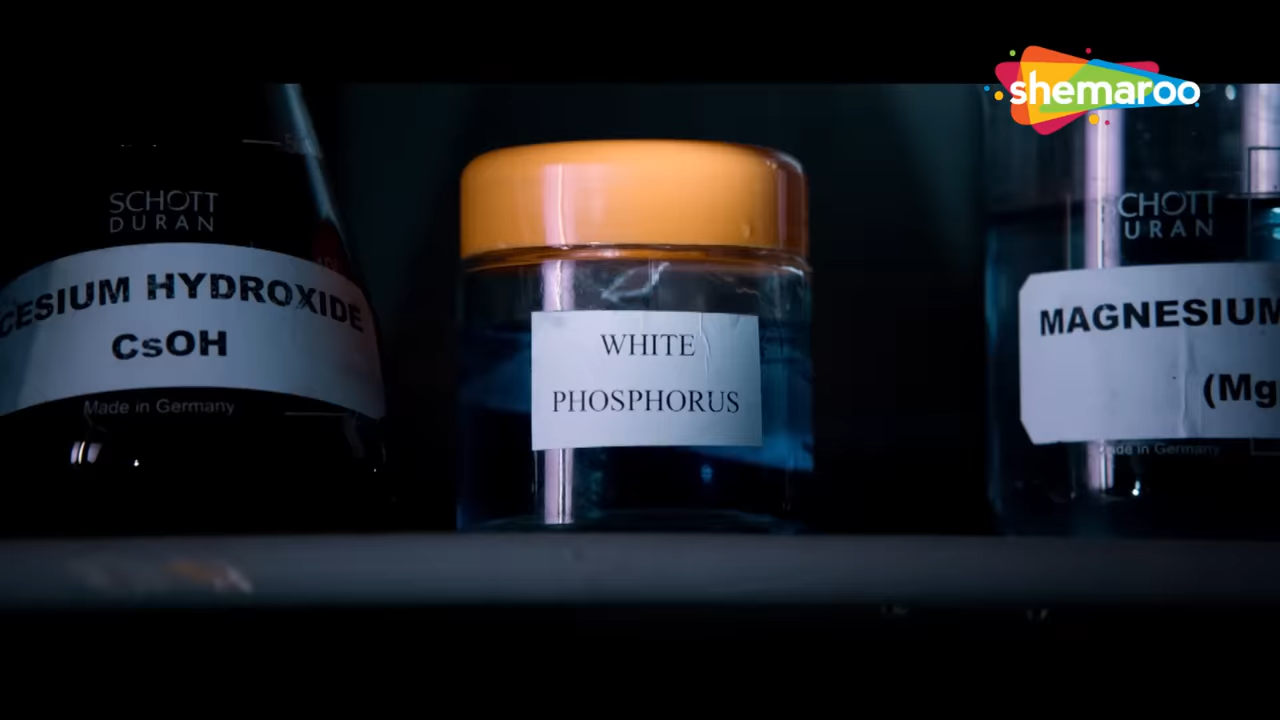 shemaroo
SCHOTT
DURAN
CESIUM HYDROXIDE
CsOH
Made in Germany
WHITE
PHOSPHORUS
SCHOTT
DURAN
MAGNESIUM
(Mg
Made in Germany